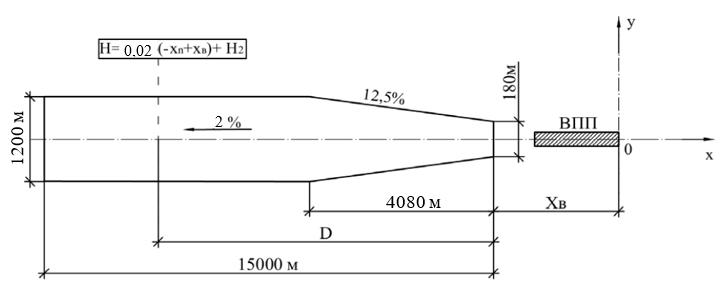 y
H= 0,02 (-xп+xв)+ H2
12,5%
180м
2 %
ВПП
0
x
1200 м
4080 м
Xв
D
15000 м